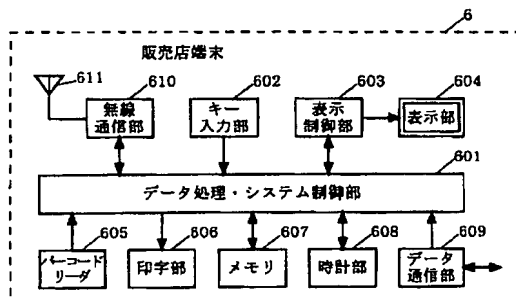 6
販売店端末
611
610
602
603
604
無線
通信部
キー
入力部
表示
制御部
表示部
601
データ処理・システム制御部
605
606
607
608
609
バーコード
リーダ
印字部
メモリ
時計部
データ
通信部